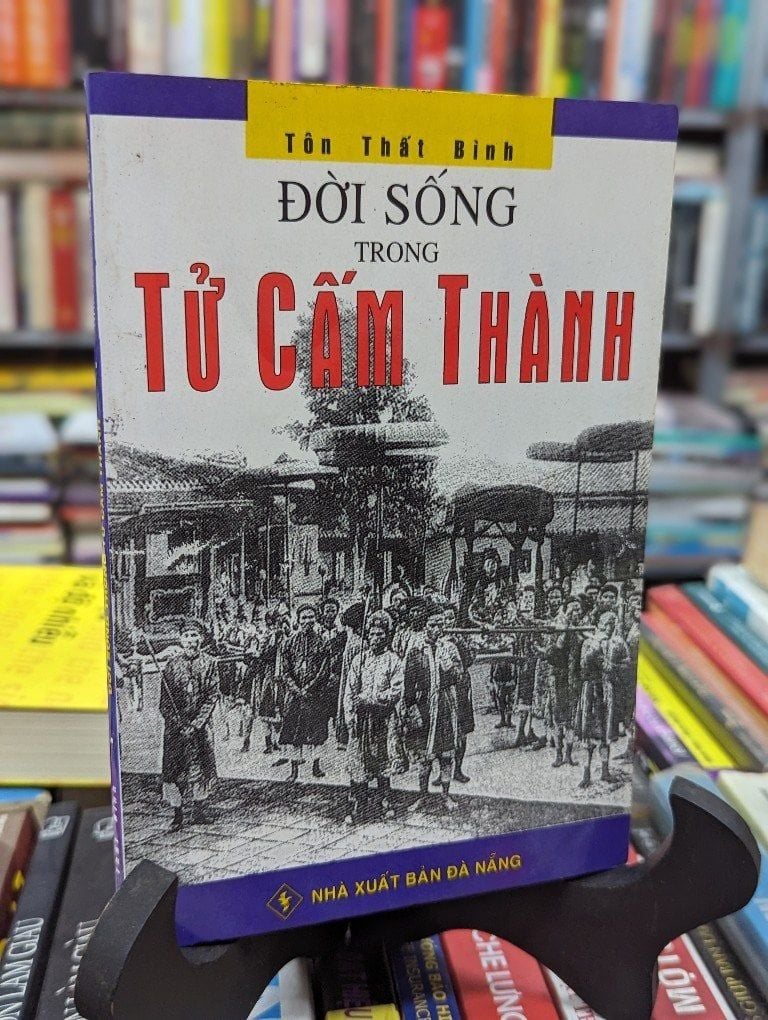 Tôn Thất Bình
ĐỜI SỐNG
TRONG
TỬ CẤM THÀNH
NHÀ XUẤT BẢN ĐÀ NẴNG